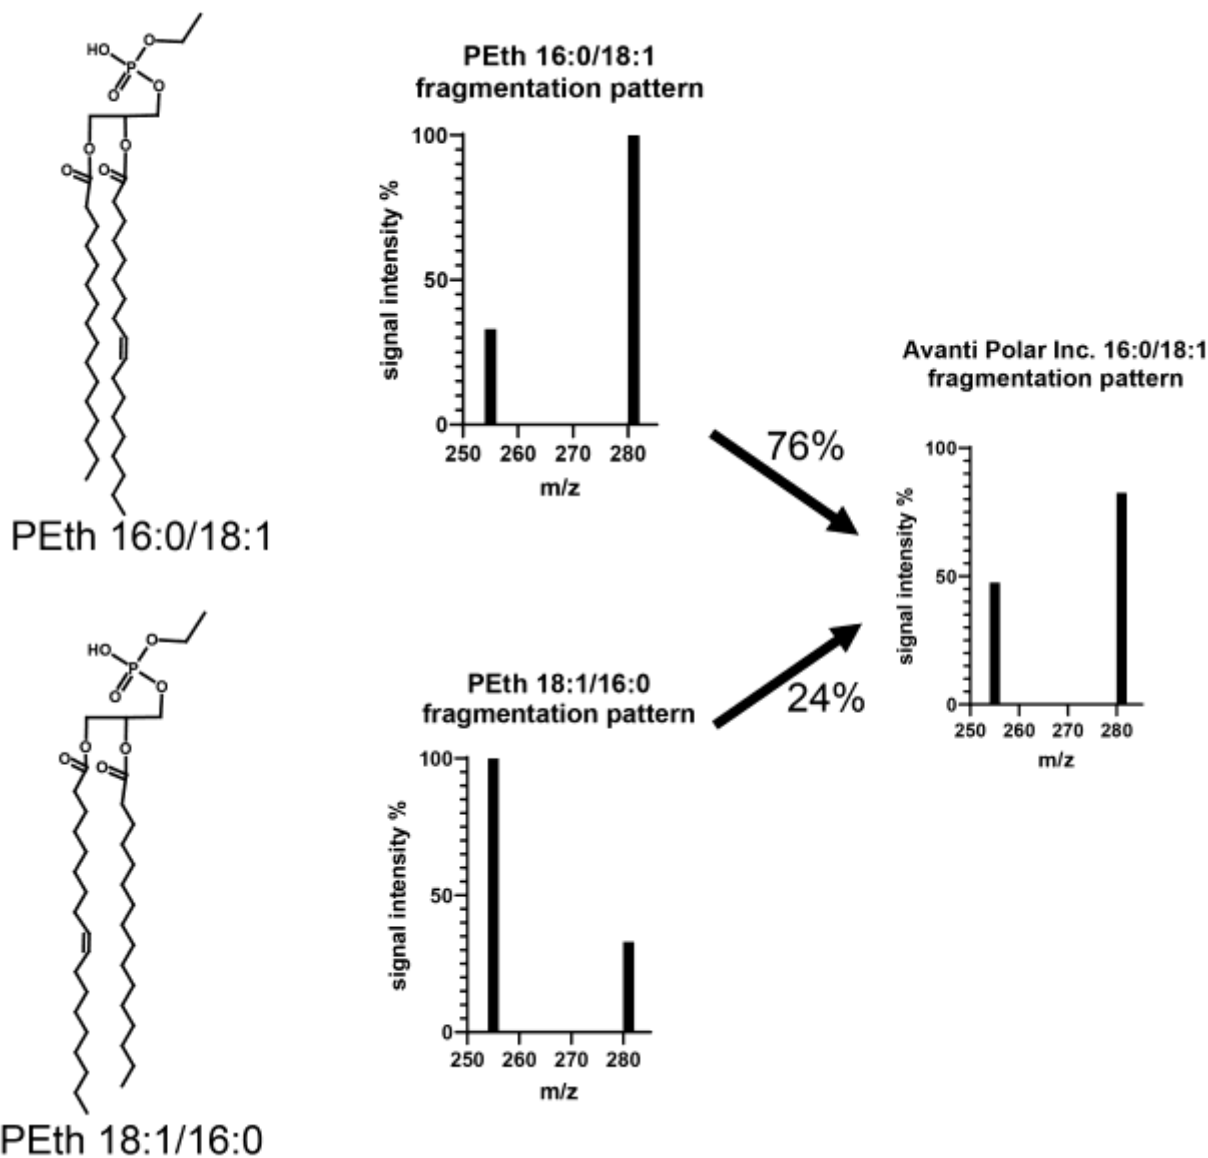 HO
O
P
O
O
O
O
O
O
PEth 16:0/18:1
PEth 16:0/18:1
fragmentation pattern
signal intensity %
100
50
0
250 260 270 280
m/z
76%
Avanti Polar Inc. 16:0/18:1
fragmentation pattern
signal intensity %
100
50
0
250 260 270 280
m/z
HO
O
P
O
O
O
O
O
O
PEth 18:1/16:0
PEth 18:1/16:0
fragmentation pattern
24%
signal intensity %
100
50
0
250 260 270 280
m/z